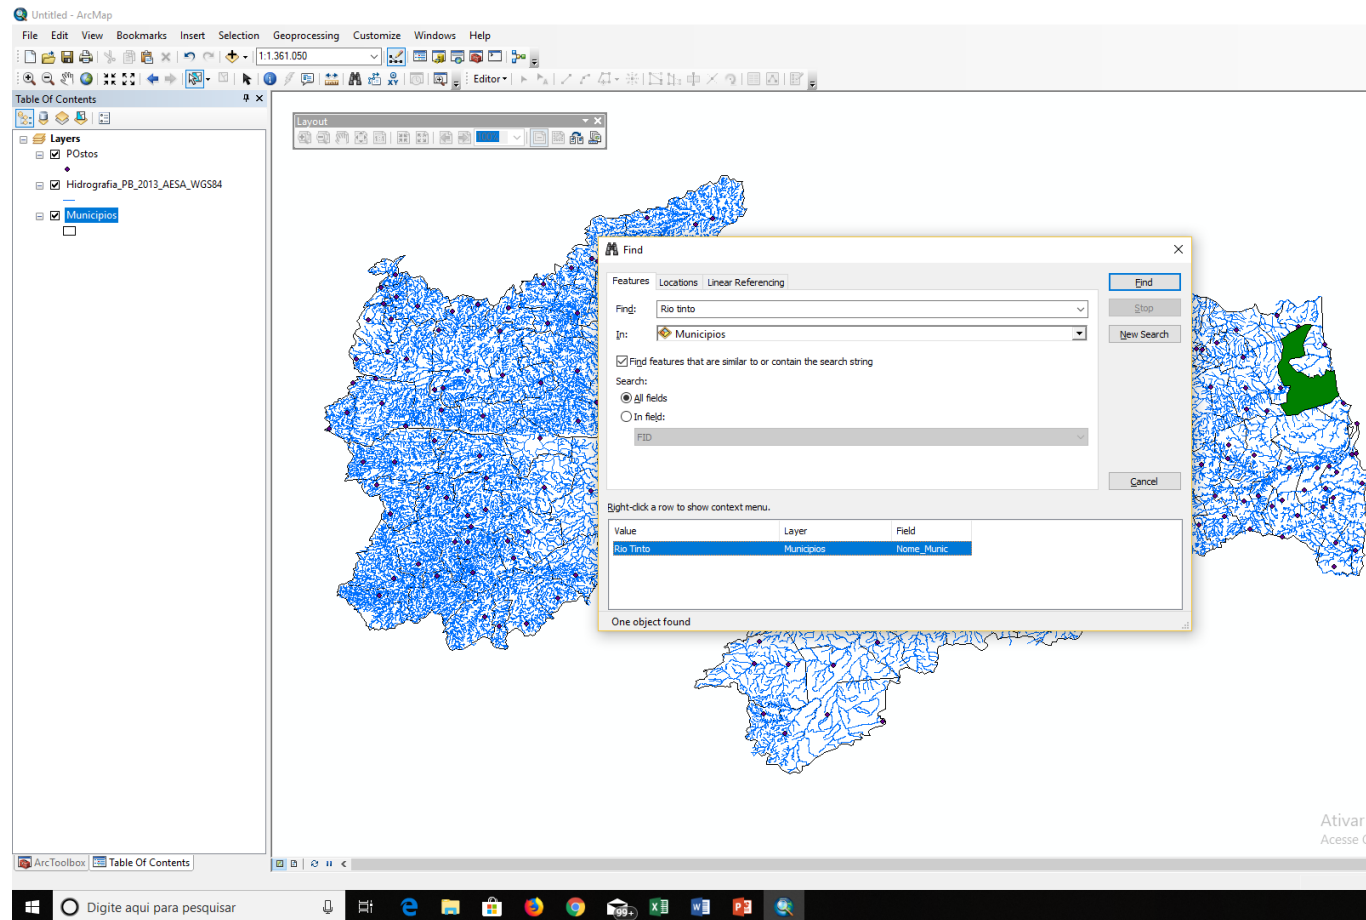 Untitled - ArcMap
File Edit View Bookmarks Insert Selection Geoprocessing Customize Windows Help
1:1.361.050
Editor
Table Of Contents
Layers
POstos
Hidrografia_PB_2013_AESA_WGS84
Municipios
Layout
Find
Features Locations Linear Referencing
Find: Rio tinto
In: Municipios
Find features that are similar to or contain the search string
Search:
All fields
In field:
FID
Find
Stop
New Search
Cancel
Right-click a row to show context menu.
Value Layer Field
Rio Tinto Municipios Nome_Munic
One object found
Ativar
Acesse
ArcToolbox Table Of Contents
Digite aqui para pesquisar
99+